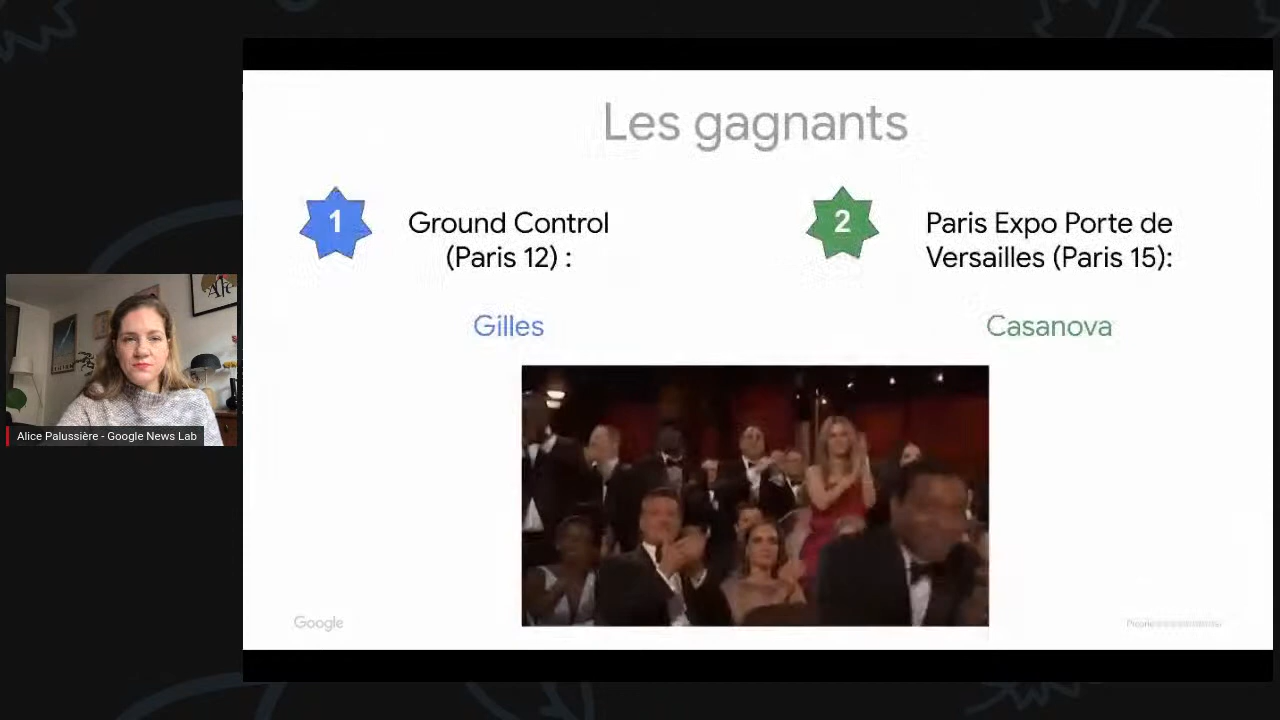 Les gagnants
1
Ground Control
(Paris 12) :
Gilles
2
Paris Expo Porte de
Versailles (Paris 15):
Casanova
Alice Palussière - Google News Lab
Google